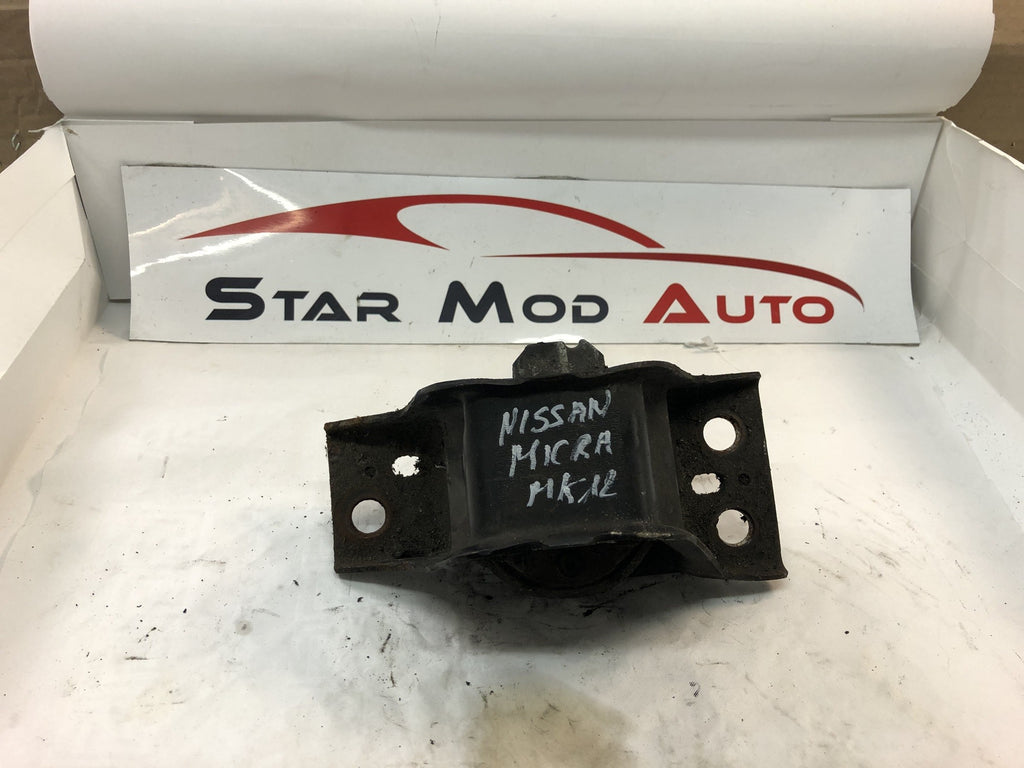 STAR MOD AUTO
NISSAN
MICRA
MK12